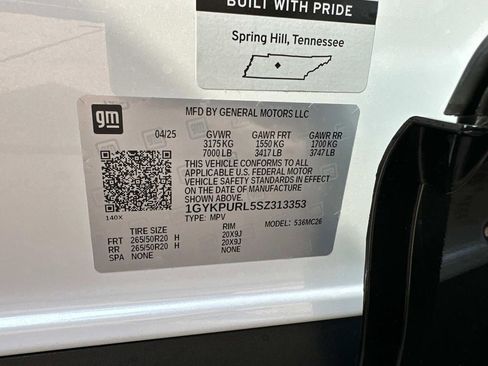 BUILT WITH PRIDE
Spring Hill, Tennessee
gm
MFD BY GENERAL MOTORS LLC
04/25 GVWR GAWR FRT GAWR RR
3175 KG 1550 KG 1700 KG
7000 LB 3417 LB 3747 LB
THIS VEHICLE CONFORMS TO ALL
APPLICABLE U.S. FEDERAL MOTOR
VEHICLE SAFETY STANDARDS IN
EFFECT ON THE DATE OF MANUFACTURE
SHOWN ABOVE.
1GYKPURL5SZ313353
140X
TYPE: MPV MODEL: 536MC26
TIRE SIZE RIM
FRT 265/50R20 H 20X9J
RR 265/50R20 H 20X9J
SPA NONE NONE